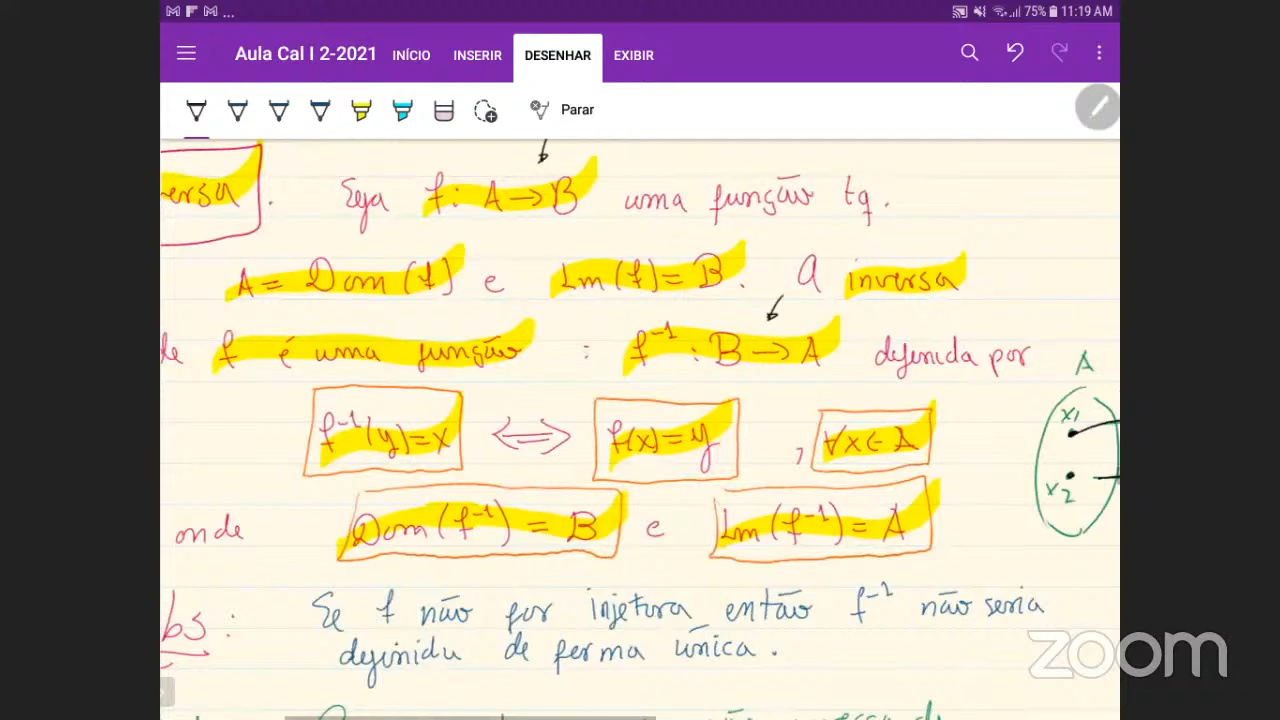 75% 11:19 AM
Aula Cal I 2-2021 INÍCIO INSERIR DESENHAR EXIBIR
Parar
ersa. Seja f: A → B uma função tq.
A = Dom(f) e Im(f) = B. A inversa
de f é uma função : f⁻¹: B → A definida por
f⁻¹(y)=x ⟺ f(x)=y , ∀x∈A
onde Dom(f⁻¹) = B e Im(f⁻¹) = A
A
x1
x2
bs: Se f não for injetora então f⁻¹ não seria
definida de forma única.
zoom